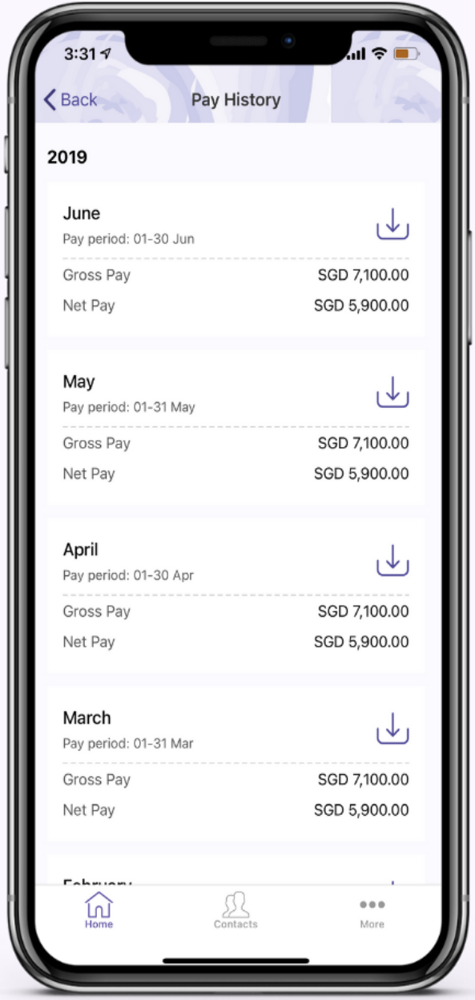 3:31
Back
Pay History
2019
June
Pay period: 01-30 Jun
Gross Pay SGD 7,100.00
Net Pay SGD 5,900.00
May
Pay period: 01-31 May
Gross Pay SGD 7,100.00
Net Pay SGD 5,900.00
April
Pay period: 01-30 Apr
Gross Pay SGD 7,100.00
Net Pay SGD 5,900.00
March
Pay period: 01-31 Mar
Gross Pay SGD 7,100.00
Net Pay SGD 5,900.00
February
Home
Contacts
More